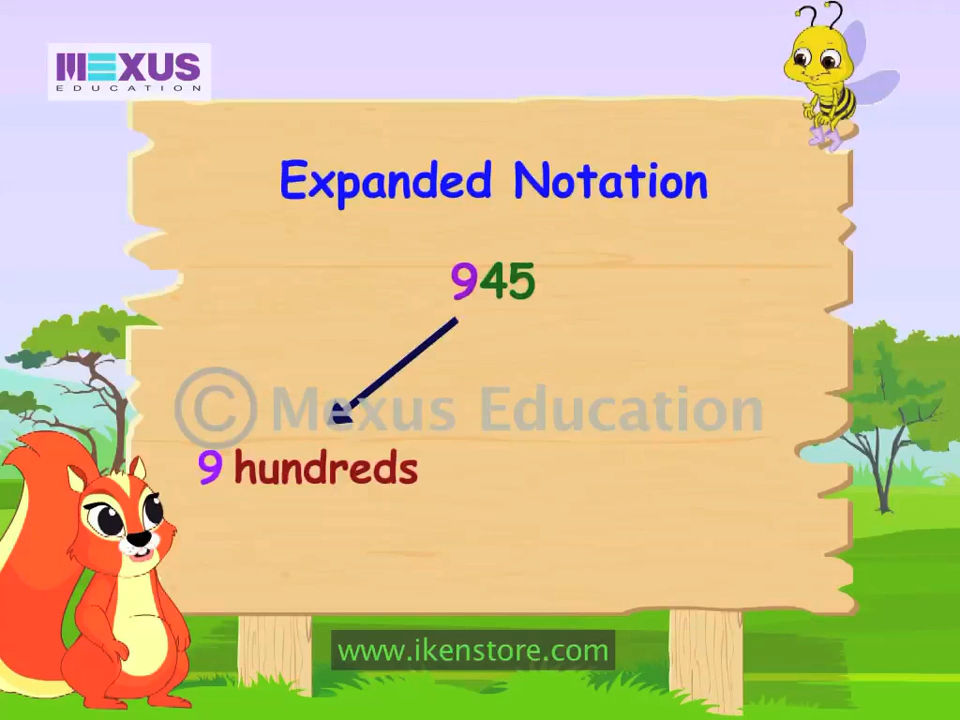 MEXUS
EDUCATION
Expanded Notation
945
© Mexus Education
9 hundreds
www.ikenstore.com